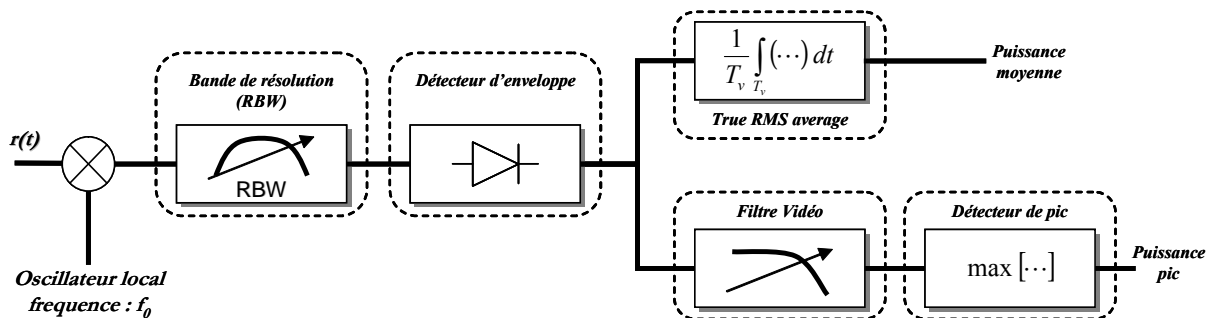 r(t)
Oscillateur local
frequence : f₀
Bande de résolution
(RBW)
RBW
Détecteur d'enveloppe
1/Tᵥ ∫Tᵥ (⋯) dt
True RMS average
Puissance
moyenne
Filtre Vidéo
Détecteur de pic
max [⋯]
Puissance
pic